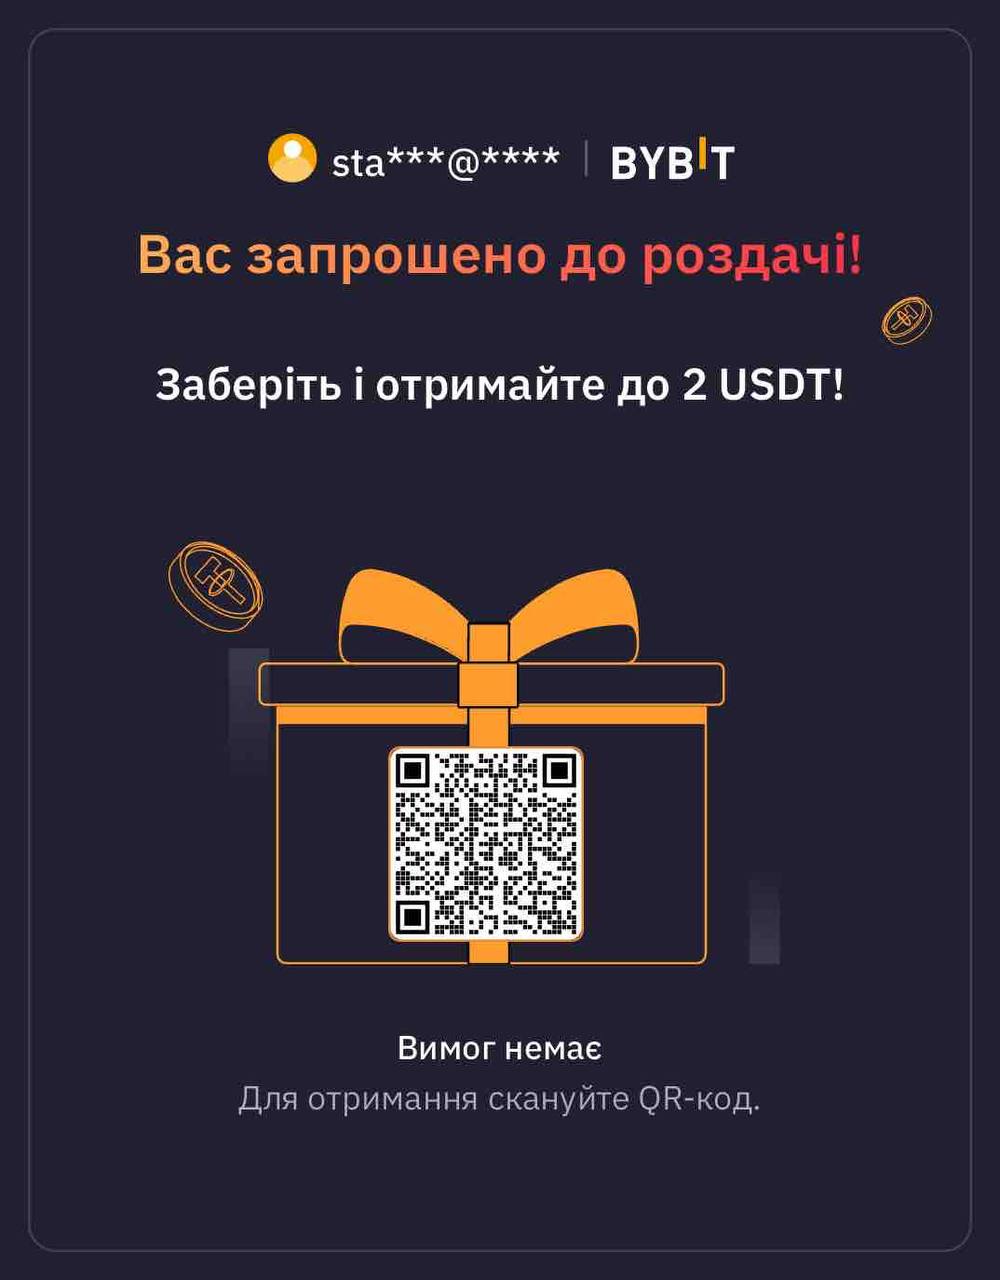 sta***@**** | BYBIT
Вас запрошено до роздачі!
Заберіть і отримайте до 2 USDT!
Вимог немає
Для отримання скануйте QR-код.